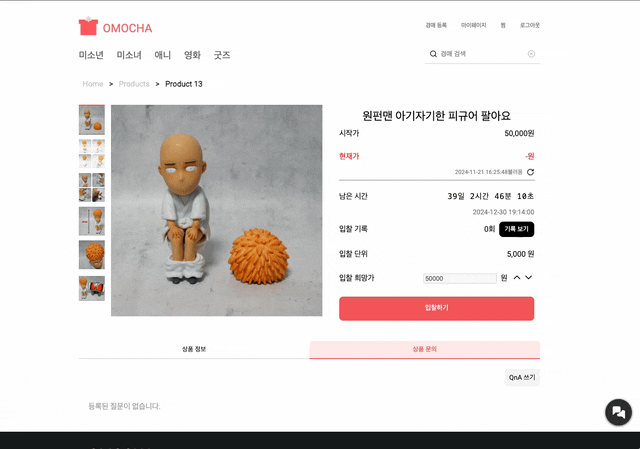 OMOCHA
경매 등록 마이페이지 찜 로그아웃
미소년 미소녀 애니 영화 굿즈
경매 검색
Home > Products > Product 13
원펀맨 아기자기한 피규어 팔아요
시작가 50,000원
현재가 -원
2024-11-21 16:25:48불러옴
남은 시간 39일 2시간 46분 10초
2024-12-30 19:14:00
입찰 기록 0회 기록 보기
입찰 단위 5,000 원
입찰 희망가 50000 원
입찰하기
상품 정보 상품 문의
QnA 쓰기
등록된 질문이 없습니다.